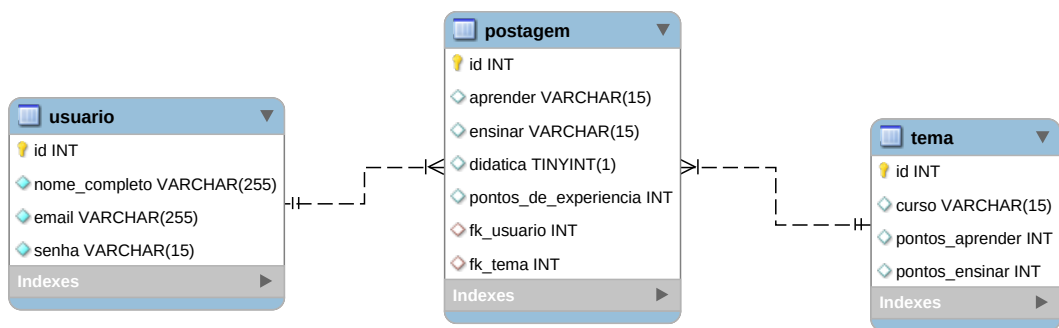 usuario
id INT
nome_completo VARCHAR(255)
email VARCHAR(255)
senha VARCHAR(15)
Indexes
postagem
id INT
aprender VARCHAR(15)
ensinar VARCHAR(15)
didatica TINYINT(1)
pontos_de_experiencia INT
fk_usuario INT
fk_tema INT
Indexes
tema
id INT
curso VARCHAR(15)
pontos_aprender INT
pontos_ensinar INT
Indexes